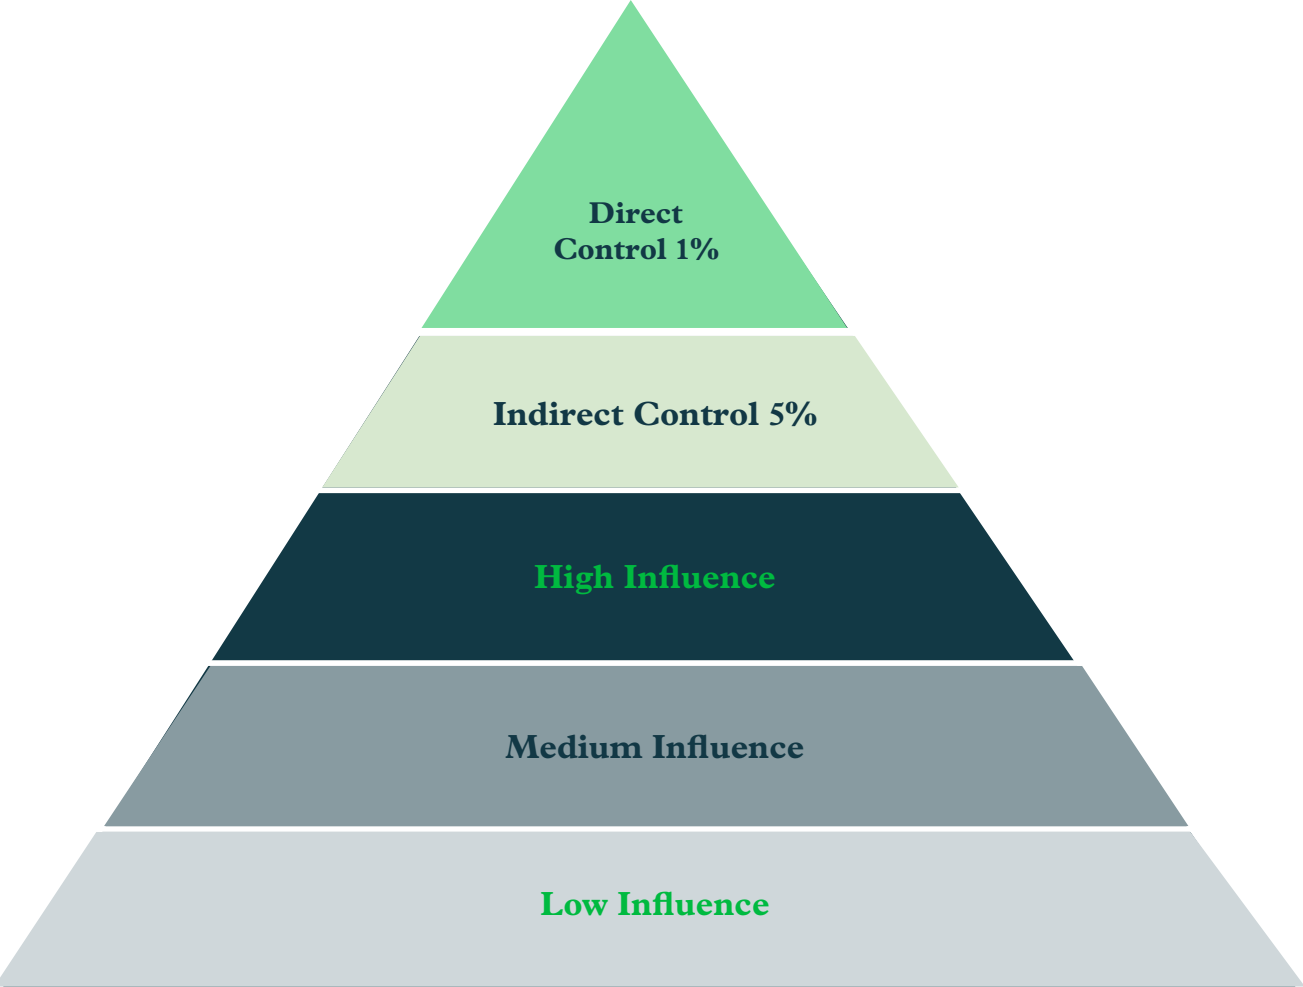 Direct
Control 1%
Indirect Control 5%
High Influence
Medium Influence
Low Influence